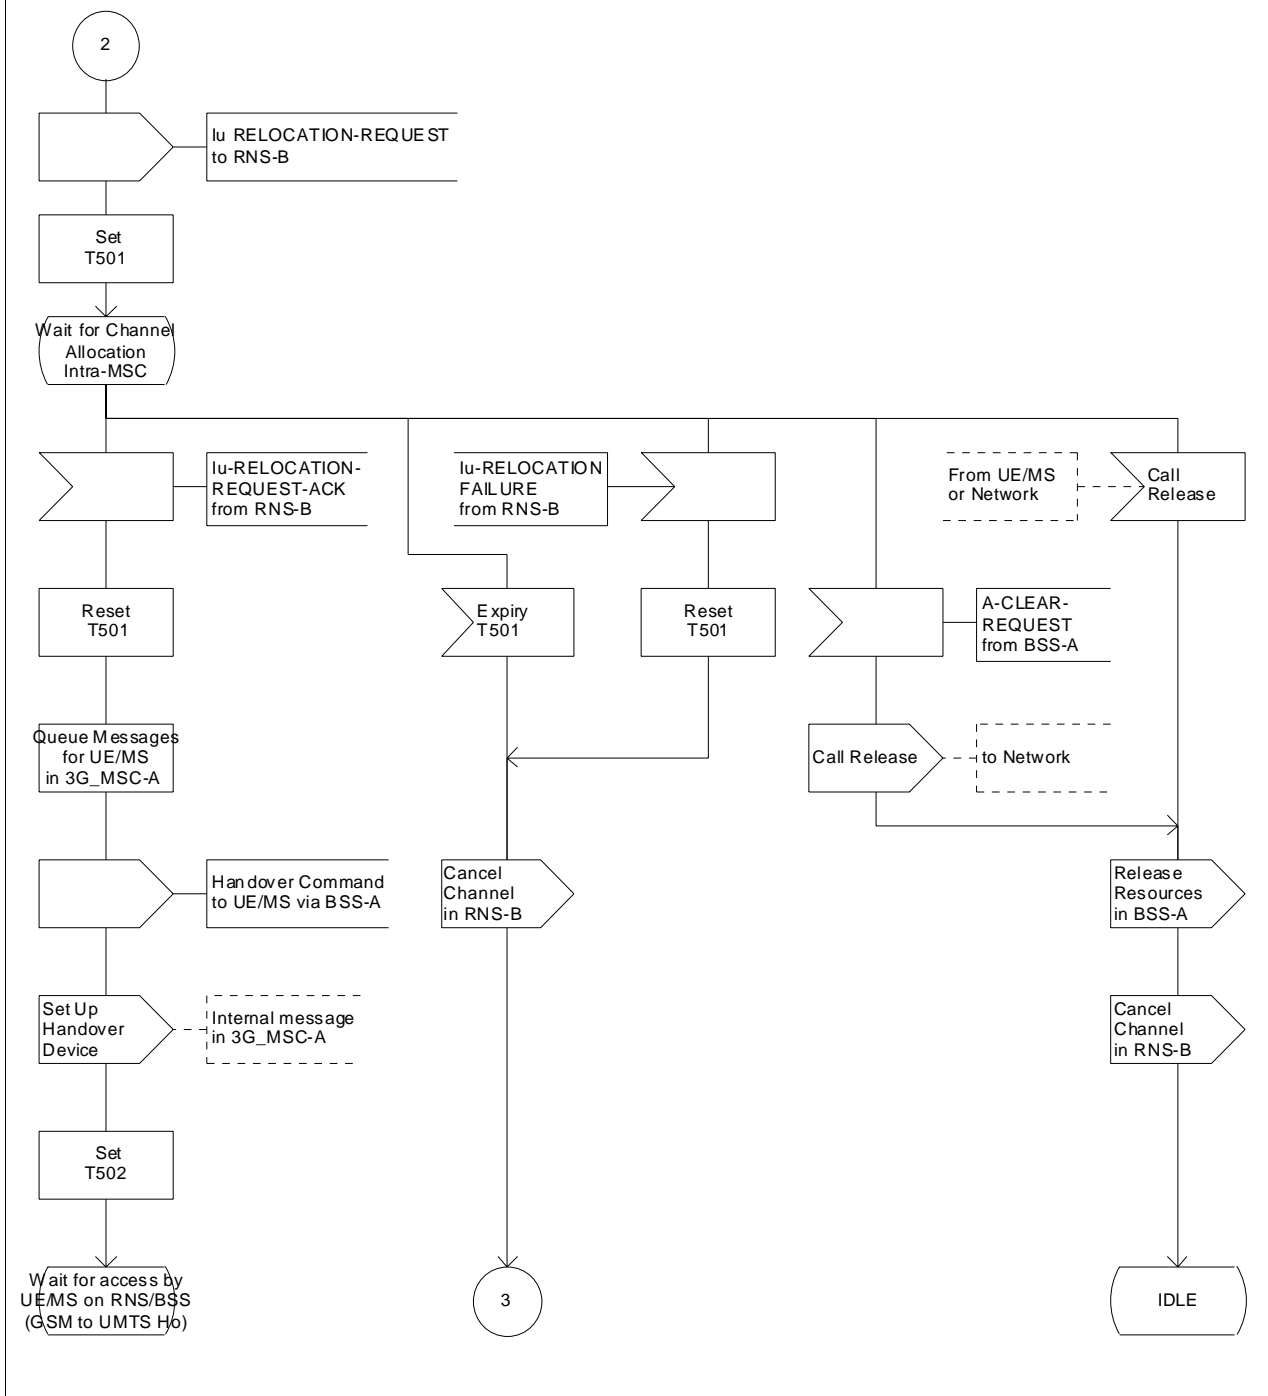 2
Iu RELOCATION-REQUEST
to RNS-B
Set
T501
Wait for Channel
Allocation
Intra-MSC
Iu-RELOCATION-
REQUEST-ACK
from RNS-B
Iu-RELOCATION
FAILURE
from RNS-B
From UE/MS
or Network
Call
Release
Reset
T501
Expiry
T501
Reset
T501
A-CLEAR-
REQUEST
from BSS-A
Queue Messages
for UE/MS
in 3G_MSC-A
Call Release
to Network
Handover Command
to UE/MS via BSS-A
Cancel
Channel
in RNS-B
Release
Resources
in BSS-A
Set Up
Handover
Device
Internal message
in 3G_MSC-A
Cancel
Channel
in RNS-B
Set
T502
Wait for access by
UE/MS on RNS/BSS
(GSM to UMTS Ho)
3
IDLE